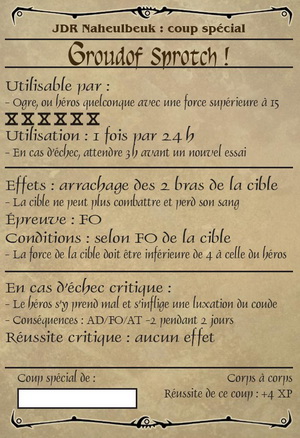 JDR Naheulbeuk : coup spécial
Groudof Sprotch !
Utilisable par :
- Ogre, ou héros quelconque avec une force supérieure à 15
Utilisation : 1 fois par 24 h
- En cas d'échec, attendre 3 h avant un nouvel essai
Effets : arrachage des 2 bras de la cible
- La cible ne peut plus combattre et perd son sang
Épreuve : FO
Conditions : selon FO de la cible
- La force de la cible doit être inférieure de 4 à celle du héros
En cas d'échec critique :
- Le héros s'y prend mal et s'inflige une luxation du coude
- Conséquences : AD/FO/AT -2 pendant 2 jours
Réussite critique : aucun effet
Coup spécial de :
Corps à corps
Réussite de ce coup : +4 XP